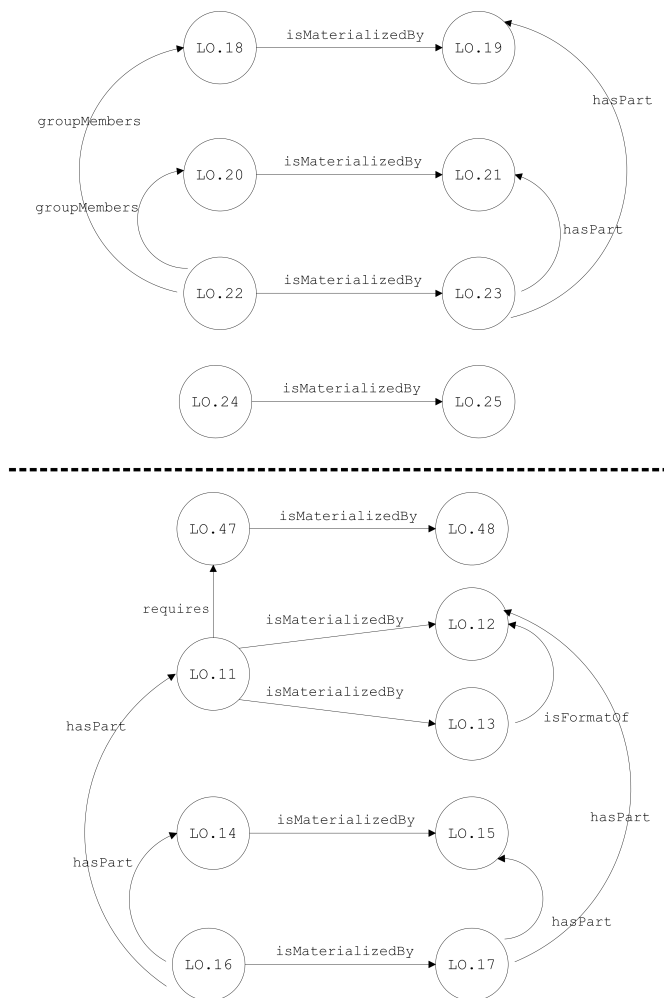 LO.18 isMaterializedBy LO.19
hasPart
groupMembers
LO.20 isMaterializedBy LO.21
groupMembers
hasPart
LO.22 isMaterializedBy LO.23
LO.24 isMaterializedBy LO.25
LO.47 isMaterializedBy LO.48
requires
isMaterializedBy LO.12
LO.11
isMaterializedBy
LO.13 isFormatOf
hasPart
LO.14 isMaterializedBy LO.15 hasPart
hasPart
hasPart
LO.16 isMaterializedBy LO.17